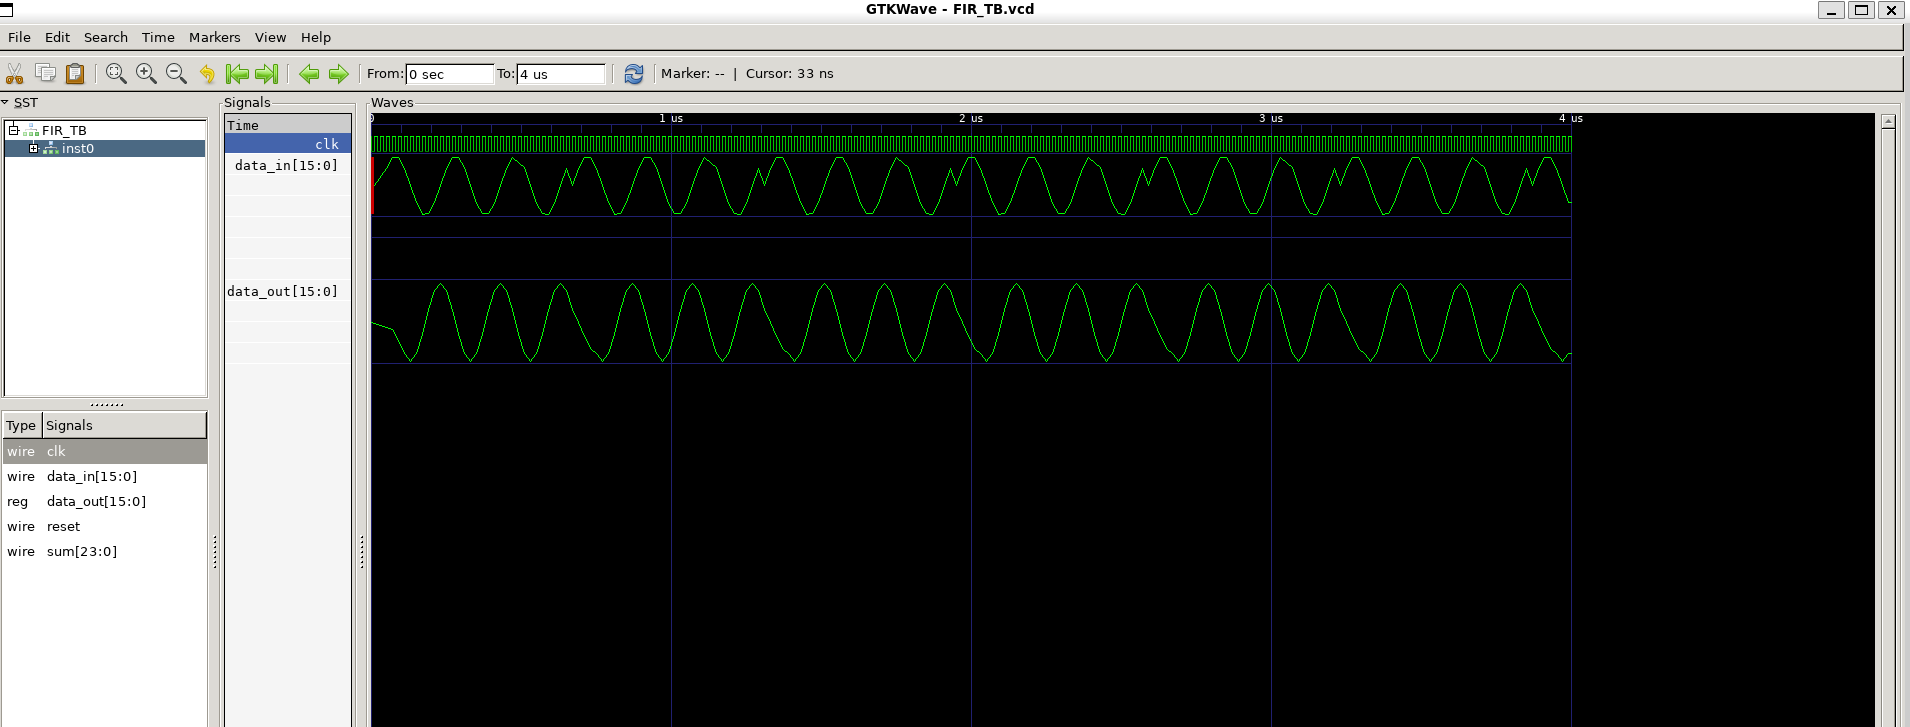 GTKWave - FIR_TB.vcd
File Edit Search Time Markers View Help
From: 0 sec To: 4 us Marker: -- | Cursor: 33 ns
SST
FIR_TB
inst0
Type Signals
wire clk
wire data_in[15:0]
reg data_out[15:0]
wire reset
wire sum[23:0]
Signals
Time
clk
data_in[15:0]
data_out[15:0]
Waves
0 1 us 2 us 3 us 4 us